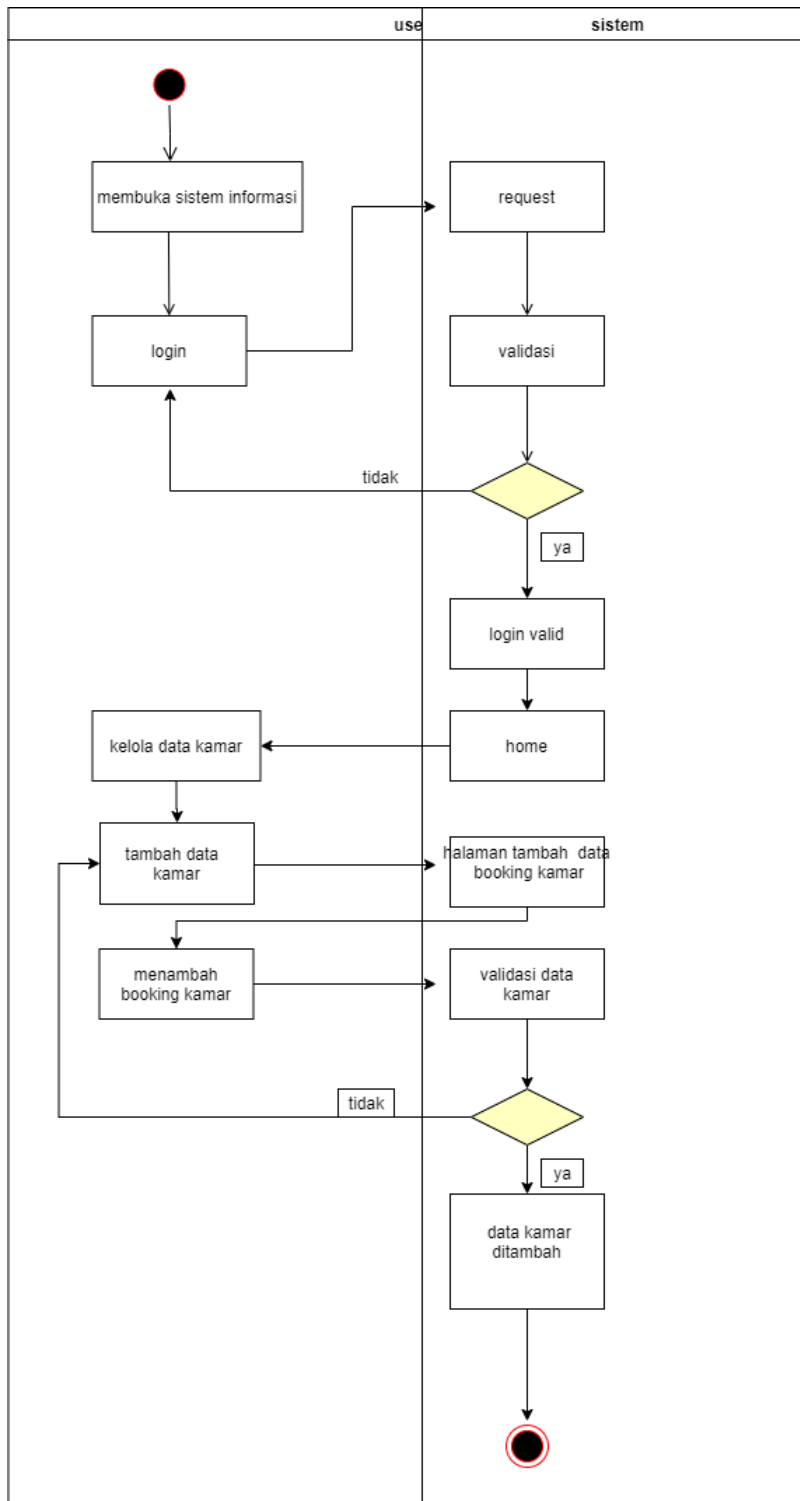 use
sistem
membuka sistem informasi
request
login
validasi
tidak
ya
login valid
kelola data kamar
home
tambah data
kamar
halaman tambah data
booking kamar
menambah
booking kamar
validasi data
kamar
tidak
ya
data kamar
ditambah